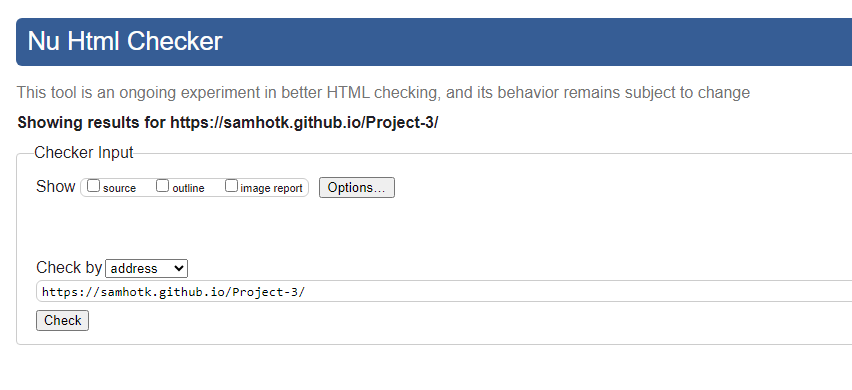 Nu Html Checker
This tool is an ongoing experiment in better HTML checking, and its behavior remains subject to change
Showing results for https://samhotk.github.io/Project-3/
Checker Input
Show source outline image report Options...
Check by address
https://samhotk.github.io/Project-3/
Check